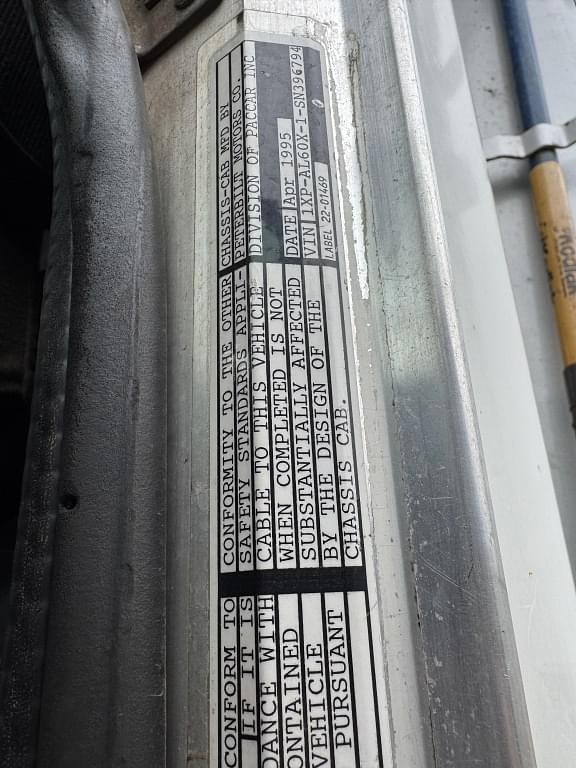 CHASSIS-CAB MFD BY
PETERBILT MOTORS CO.
DIVISION OF PACCAR INC
DATE Apr 1995
VIN 1XP-AL60X-1-SN396794
LABEL 22-01469
CONFORMITY TO THE OTHER
SAFETY STANDARDS APPLI-
CABLE TO THIS VEHICLE
WHEN COMPLETED IS NOT
SUBSTANTIALLY AFFECTED
BY THE DESIGN OF THE
CHASSIS CAB.
CONFORM TO
IF IT IS
DANCE WITH
ONTAINED
VEHICLE
PURSUANT